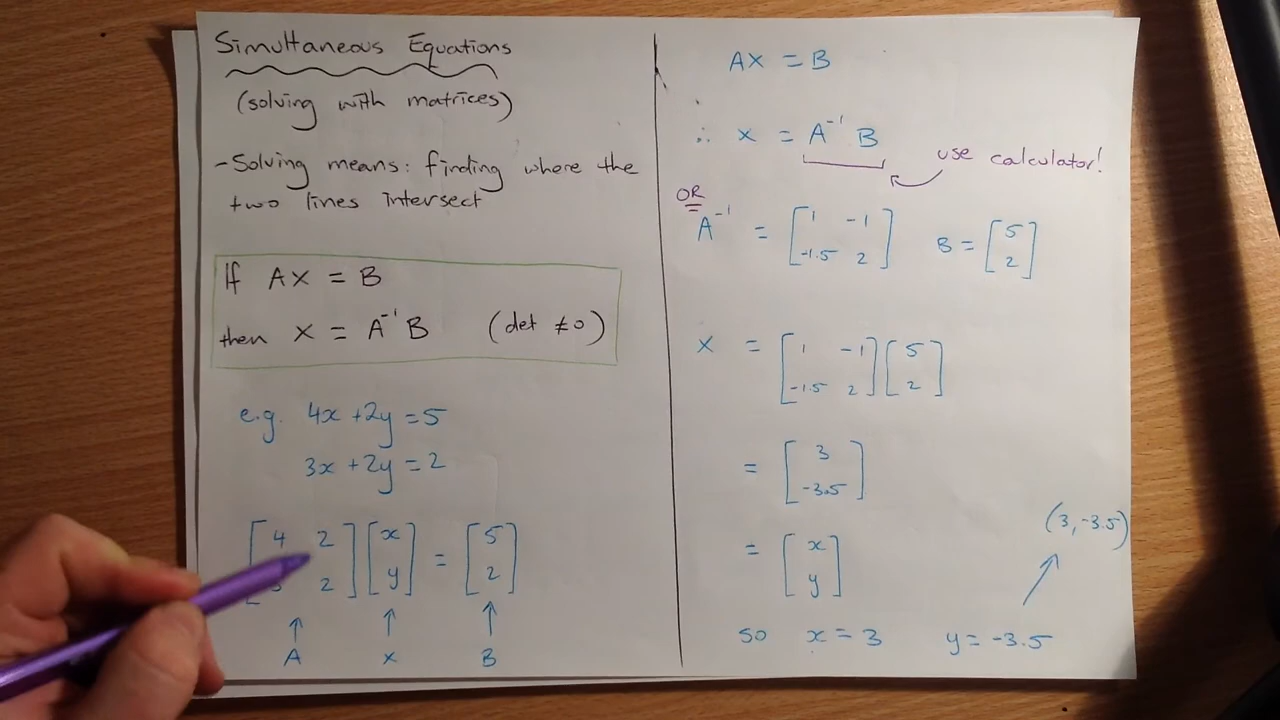 Simultaneous Equations
(solving with matrices)
-Solving means: finding where the
two lines intersect
If AX = B
then X = A⁻¹B (det ≠0)
e.g. 4x +2y =5
3x +2y = 2
[4 2] [x] = [5]
[2] [y] [2]
↑ ↑ ↑
A X B
AX = B
∴ X = A⁻¹ B
use calculator!
OR
A⁻¹ = [1 -1] B = [5]
[-1.5 2] [2]
X = [1 -1] [5]
[-1.5 2] [2]
= [3]
[-3.5]
(3, -3.5)
= [x]
[y]
so x = 3 y = -3.5